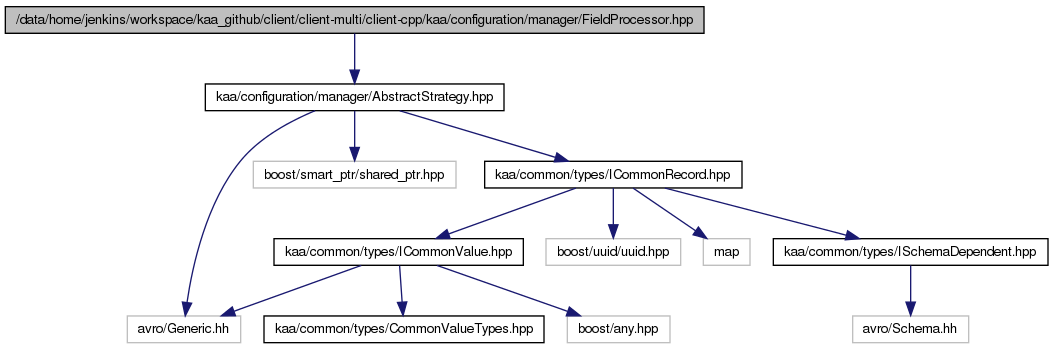 /data/home/jenkins/workspace/kaa_github/client/client-multi/client-cpp/kaa/configuration/manager/FieldProcessor.hpp
kaa/configuration/manager/AbstractStrategy.hpp
boost/smart_ptr/shared_ptr.hpp
kaa/common/types/ICommonRecord.hpp
kaa/common/types/ICommonValue.hpp
boost/uuid/uuid.hpp
map
kaa/common/types/ISchemaDependent.hpp
avro/Generic.hh
kaa/common/types/CommonValueTypes.hpp
boost/any.hpp
avro/Schema.hh